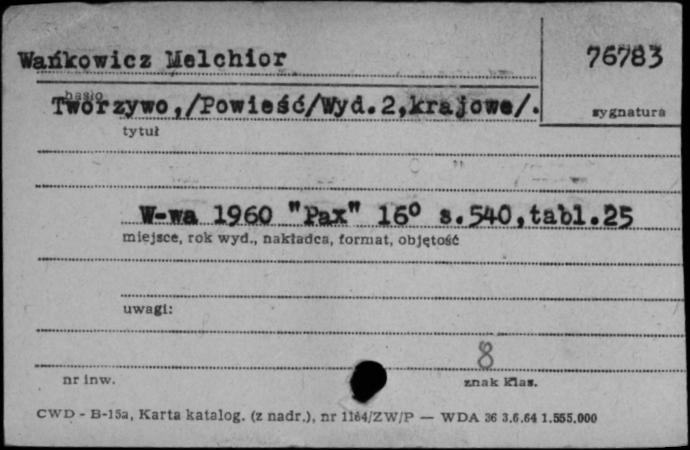 Wańkowicz Melchior 76783
hasło
Tworzywo,/Powieść/Wyd.2,krajowe/.
sygnatura
tytuł
W-wa 1960 "Pax" 16° s.540,tabl.25
miejsce, rok wyd., nakładca, format, objętość
uwagi:
8
nr inw. znak klas.
CWD - B-15a, Karta katalog. (z nadr.), nr 1164/ZW/P — WDA 36 3.6.64 1.555.000